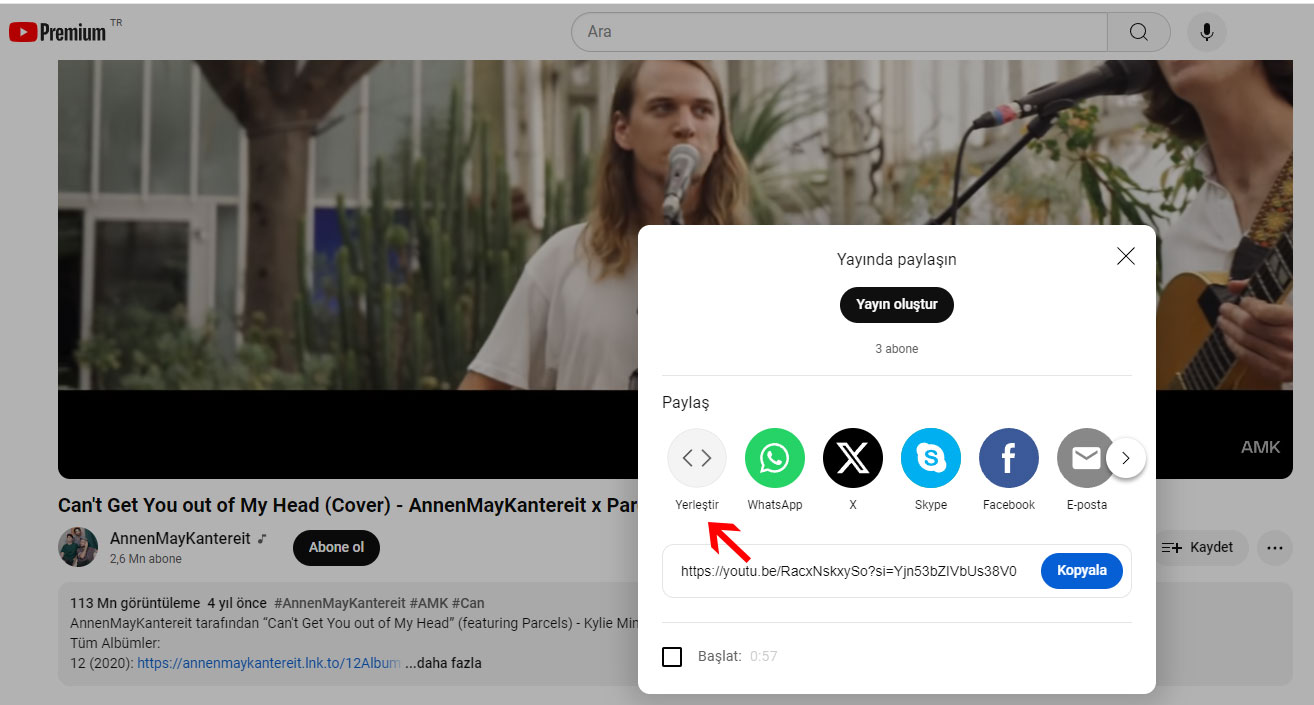 Premium TR
Ara
Yayında paylaşın
Yayın oluştur
3 abone
Paylaş
Yerleştir
WhatsApp
X
Skype
Facebook
E-posta
https://youtu.be/RacxNskxySo?si=Yjn53bZIVbUs38V0
Kopyala
Başlat: 0:57
AMK
Can't Get You out of My Head (Cover) - AnnenMayKantereit x Par
AnnenMayKantereit
2,6 Mn abone
Abone ol
Kaydet
113 Mn görüntüleme 4 yıl önce #AnnenMayKantereit #AMK #Can
AnnenMayKantereit tarafından “Can't Get You out of My Head” (featuring Parcels) - Kylie Min
Tüm Albümler:
12 (2020): https://annenmaykantereit.lnk.to/12Album ...daha fazla